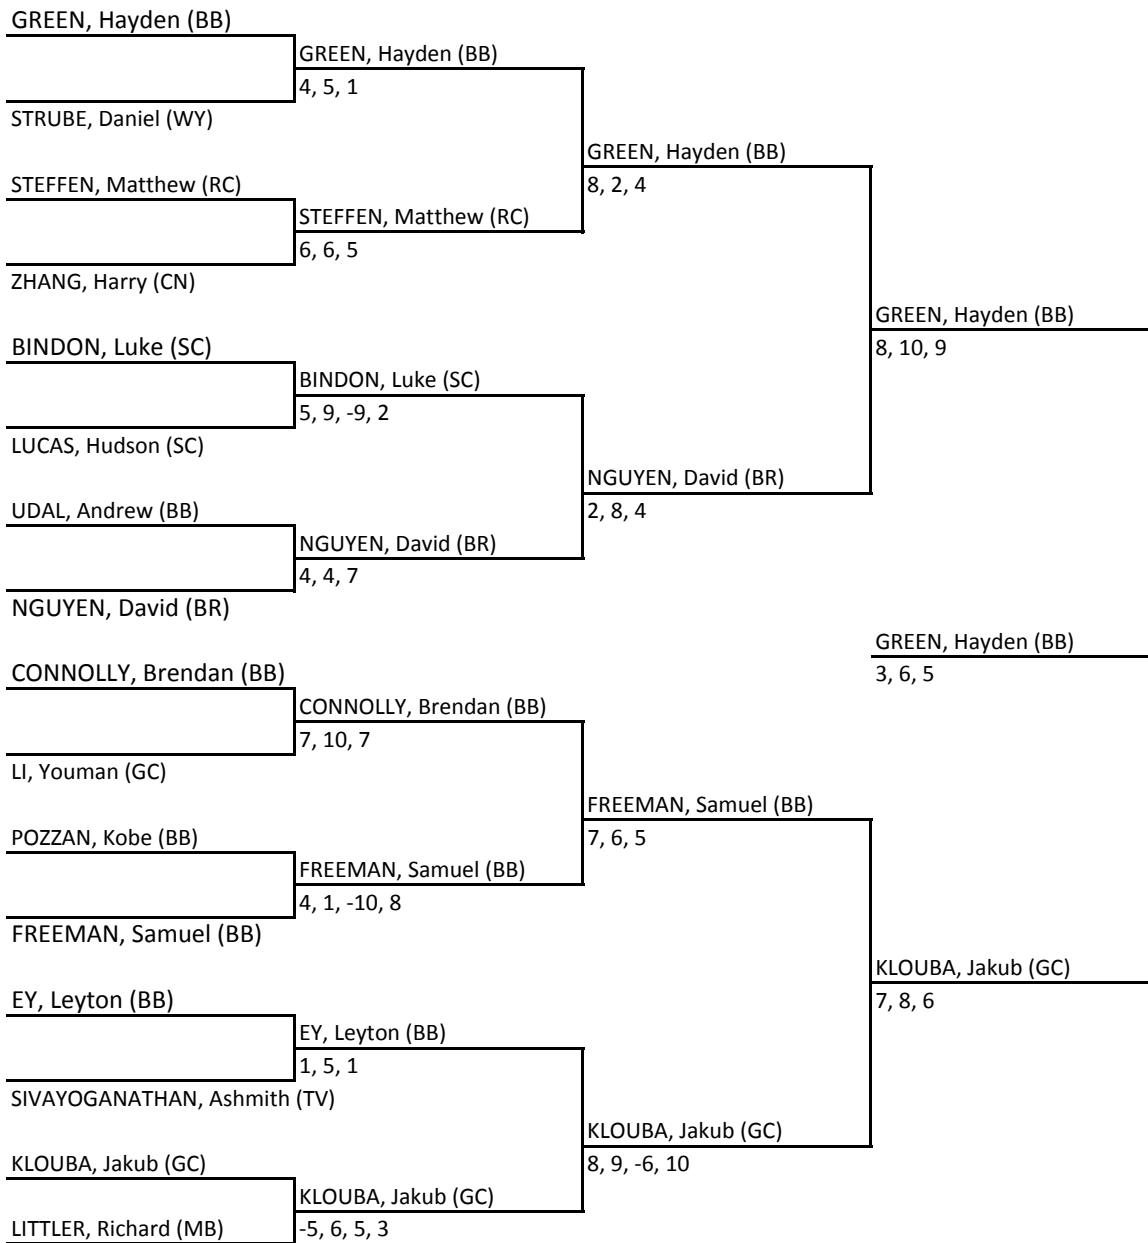 GREEN, Hayden (BB)
GREEN, Hayden (BB)
4, 5, 1
STRUBE, Daniel (WY)
GREEN, Hayden (BB)
8, 2, 4
STEFFEN, Matthew (RC)
STEFFEN, Matthew (RC)
6, 6, 5
ZHANG, Harry (CN)
GREEN, Hayden (BB)
8, 10, 9
BINDON, Luke (SC)
BINDON, Luke (SC)
5, 9, -9, 2
LUCAS, Hudson (SC)
NGUYEN, David (BR)
2, 8, 4
UDAL, Andrew (BB)
NGUYEN, David (BR)
4, 4, 7
NGUYEN, David (BR)
GREEN, Hayden (BB)
3, 6, 5
CONNOLLY, Brendan (BB)
CONNOLLY, Brendan (BB)
7, 10, 7
LI, Youman (GC)
FREEMAN, Samuel (BB)
7, 6, 5
POZZAN, Kobe (BB)
FREEMAN, Samuel (BB)
4, 1, -10, 8
FREEMAN, Samuel (BB)
KLOUBA, Jakub (GC)
7, 8, 6
EY, Leyton (BB)
EY, Leyton (BB)
1, 5, 1
SIVAYOGANATHAN, Ashmith (TV)
KLOUBA, Jakub (GC)
8, 9, -6, 10
KLOUBA, Jakub (GC)
KLOUBA, Jakub (GC)
-5, 6, 5, 3
LITTLER, Richard (MB)